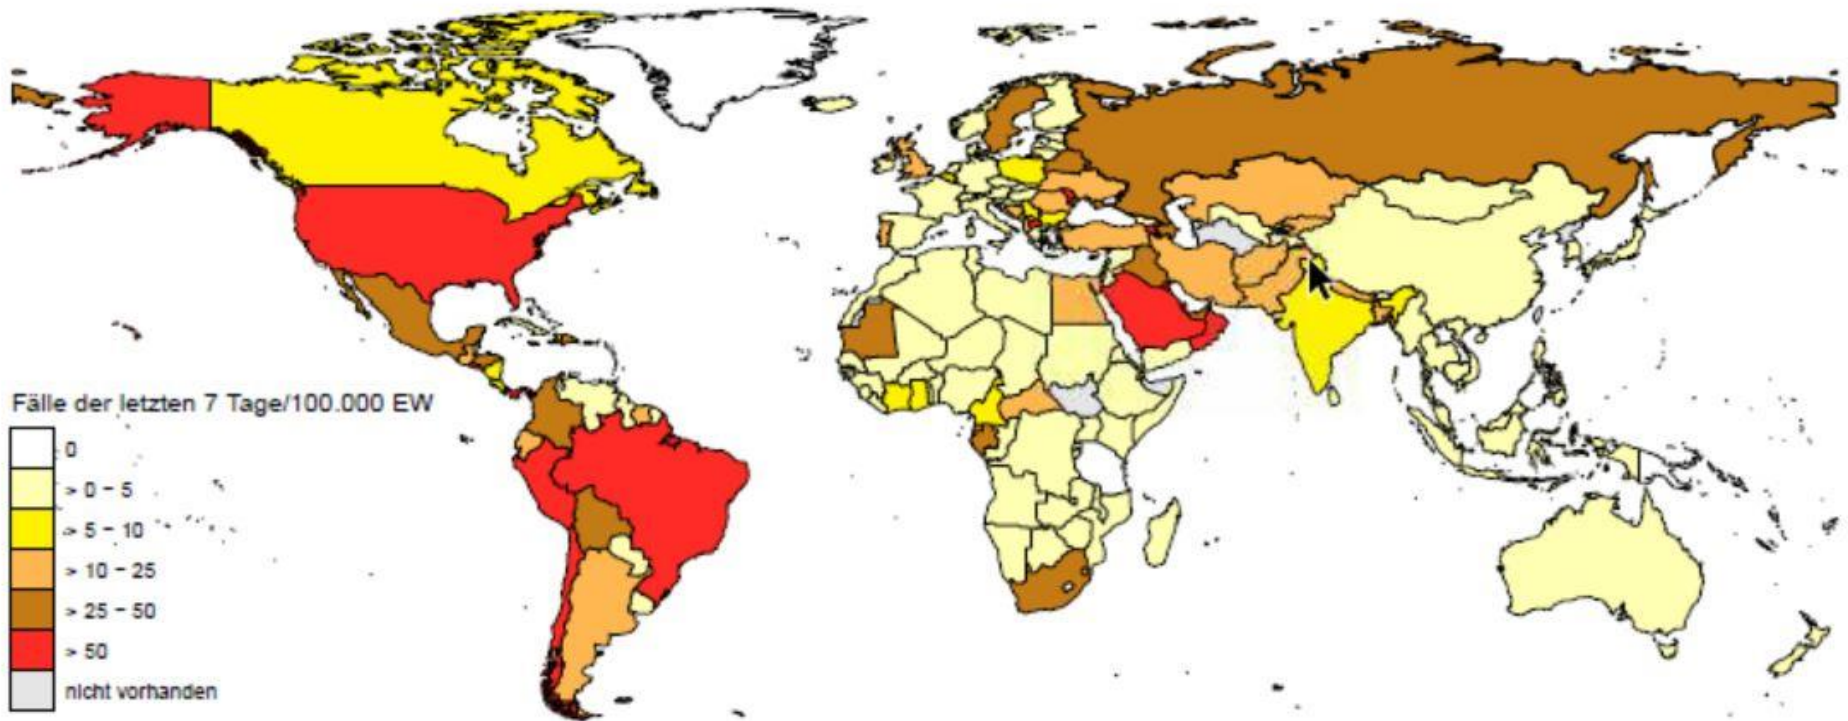 Fälle der letzten 7 Tage/100.000 EW
0
> 0 - 5
> 5 - 10
> 10 - 25
> 25 - 50
> 50
nicht vorhanden